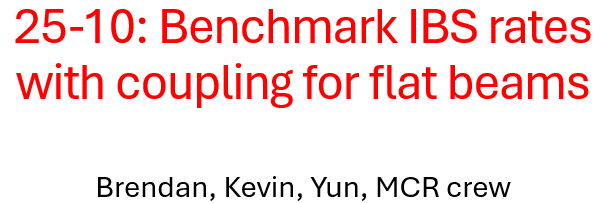 25-10: Benchmark IBS rates
with coupling for flat beams
Brendan, Kevin, Yun, MCR crew